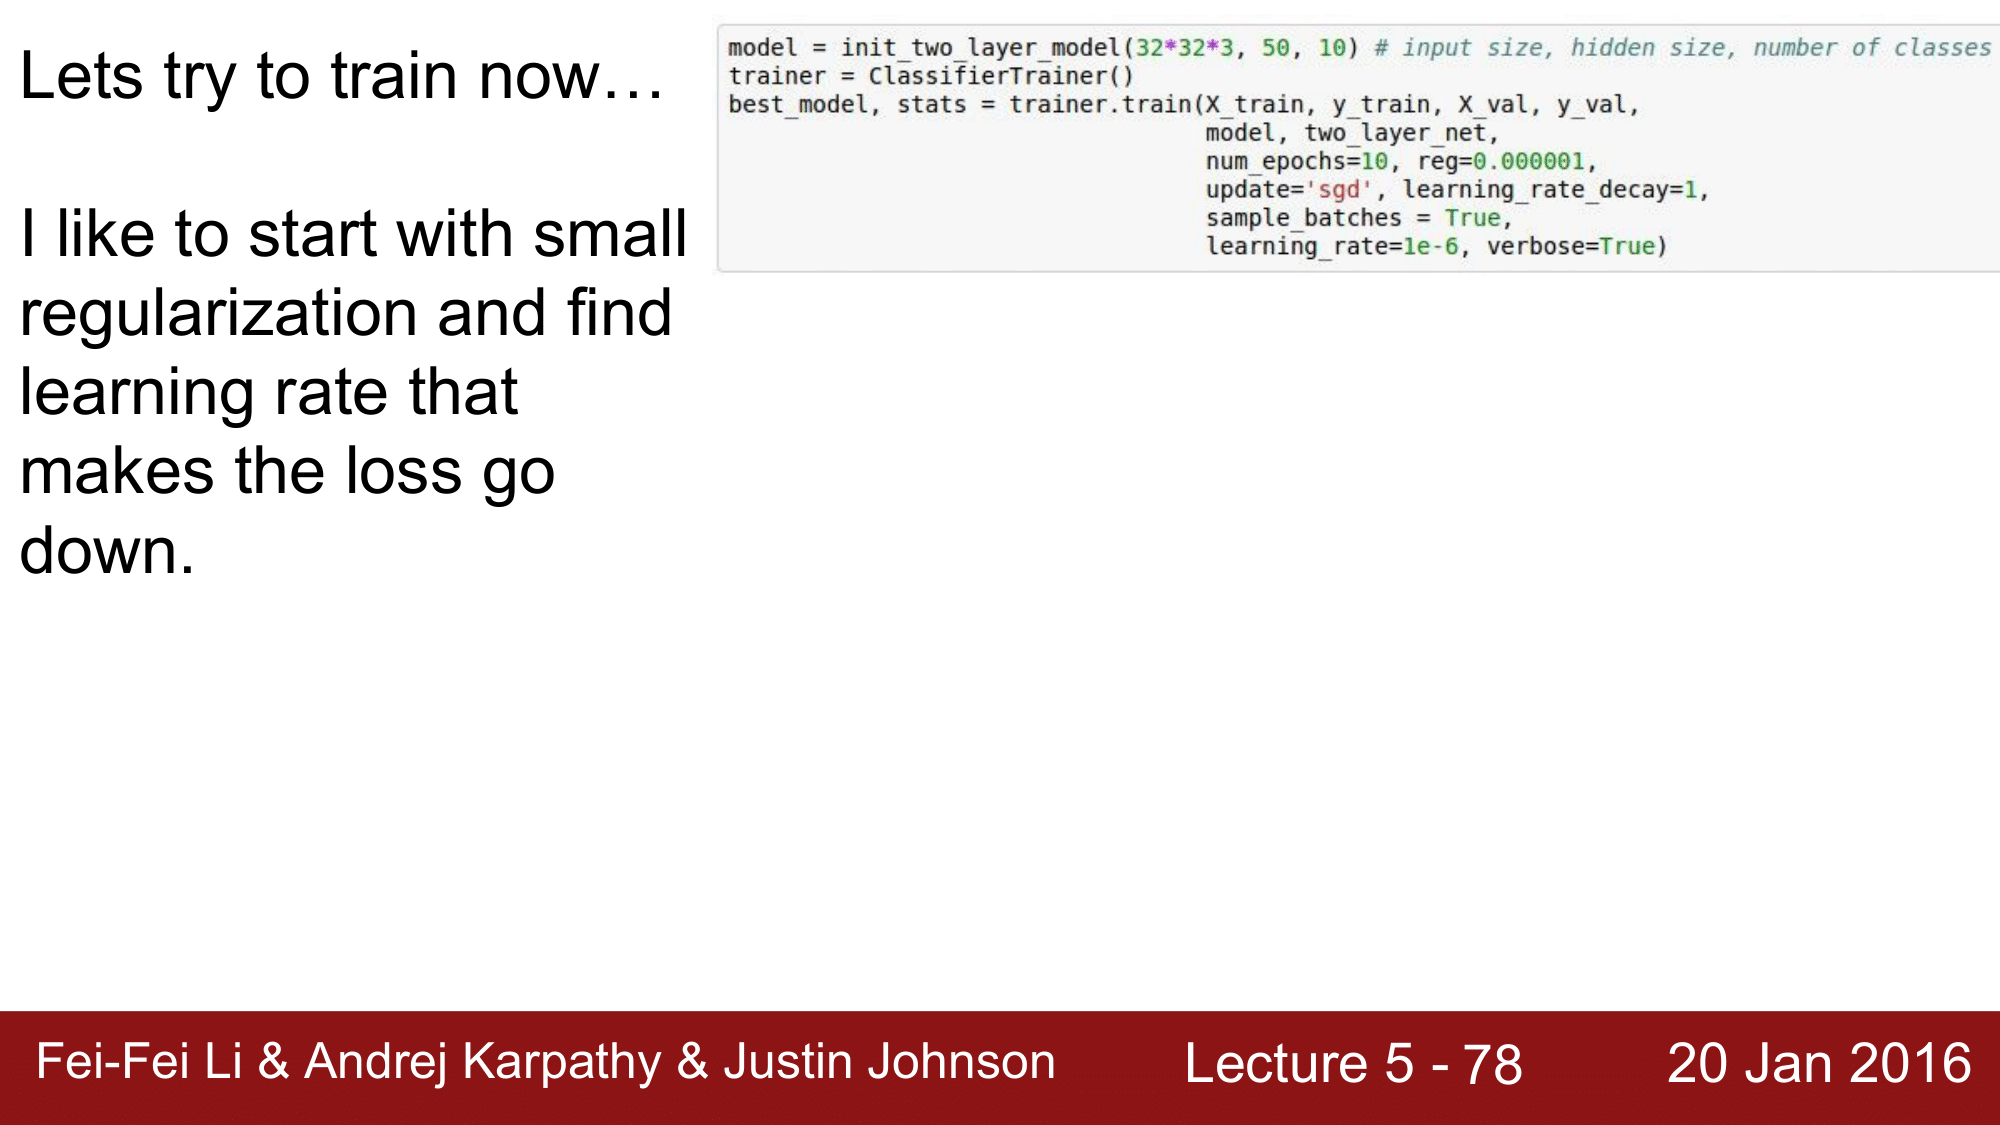 Lets try to train now…
I like to start with small
regularization and find
learning rate that
makes the loss go
down.
model = init_two_layer_model(32*32*3, 50, 10) # input size, hidden size, number of classes
trainer = ClassifierTrainer()
best_model, stats = trainer.train(X_train, y_train, X_val, y_val,
model, two_layer_net,
num_epochs=10, reg=0.000001,
update='sgd', learning_rate_decay=1,
sample_batches = True,
learning_rate=1e-6, verbose=True)
Fei-Fei Li & Andrej Karpathy & Justin Johnson
Lecture 5 - 78
20 Jan 2016